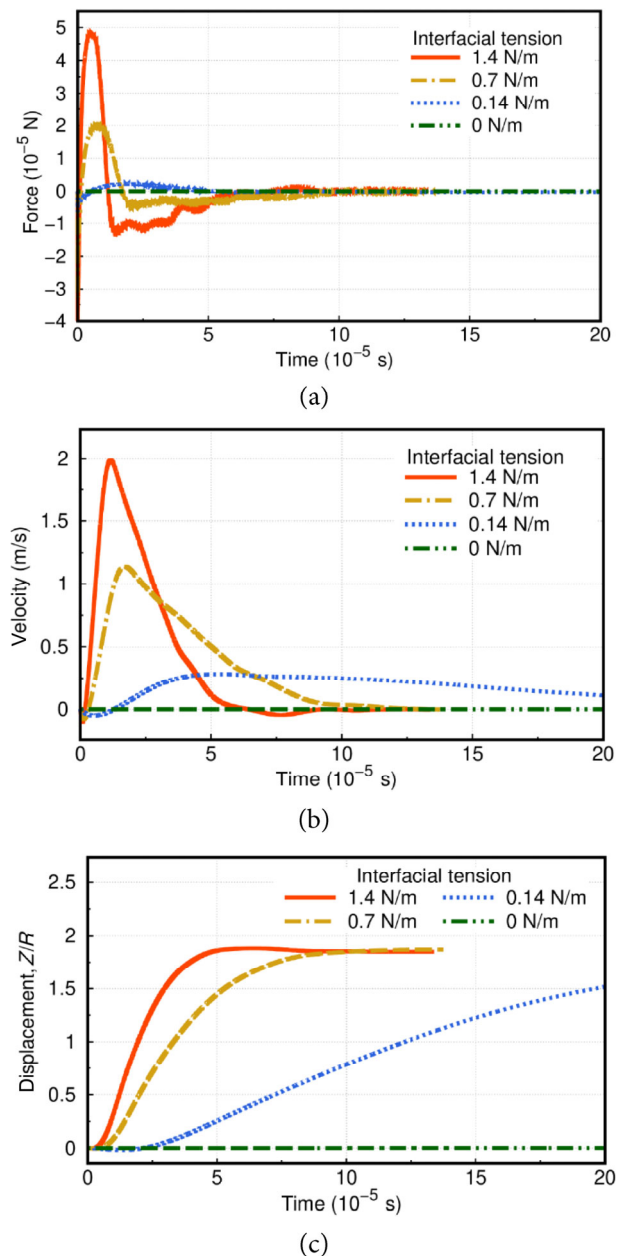 5
4
3
2
1
0
−1
−2
−3
−4
Force (10⁻⁵ N)
Interfacial tension
1.4 N/m
0.7 N/m
0.14 N/m
0 N/m
0 5 10 15 20
Time (10⁻⁵ s)
(a)
2
1.5
1
0.5
0
Velocity (m/s)
Interfacial tension
1.4 N/m
0.7 N/m
0.14 N/m
0 N/m
0 5 10 15 20
Time (10⁻⁵ s)
(b)
2.5
2
1.5
1
0.5
0
Displacement, Z/R
Interfacial tension
1.4 N/m 0.14 N/m
0.7 N/m 0 N/m
0 5 10 15 20
Time (10⁻⁵ s)
(c)